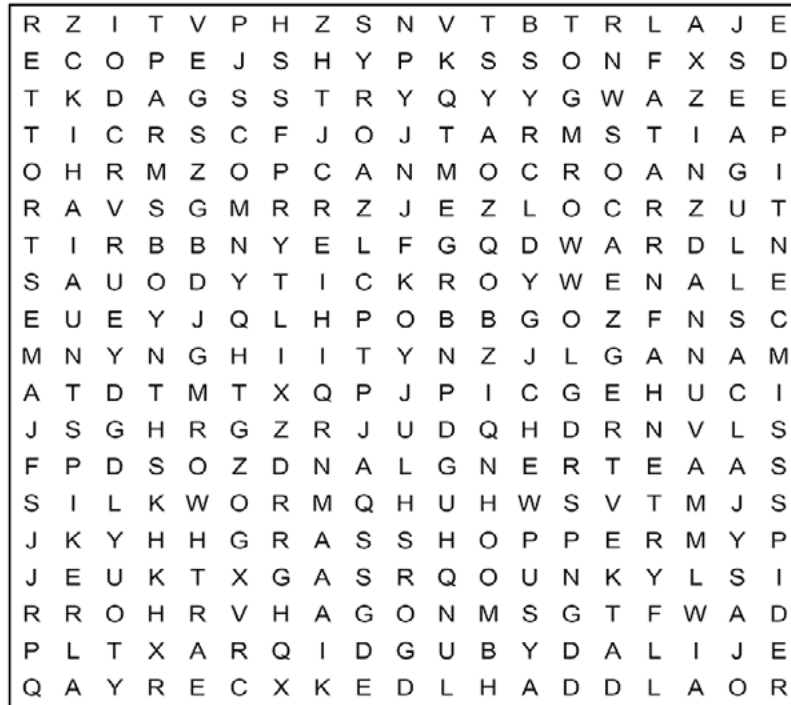 R Z I T V P H Z S N V T B T R L A J E
E C O P E J S H Y P K S S O N F X S D
T K D A G S S T R Y Q Y Y G W A Z E E
T I C R S C F J O J T A R M S T I A P
O H R M Z O P C A N M O C R O A N G I
R A V S G M R R Z J E Z L O C R Z U T
T I R B B N Y E L F G Q D W A R D L N
S A U O D Y T I C K R O Y W E N A L E
E U E Y J Q L H P O B B G O Z F N S C
M N Y N G H I I T Y N Z J L G A N A M
A T D T M T X Q P J P I C G E H U C I
J S G H R G Z R J U D Q H D R N V L S
F P D S O Z D N A L G N E R T E A A S
S I L K W O R M Q H U H W S V T M J S
J K Y H H G R A S S H O P P E R M Y P
J E U K T X G A S R Q O U N K Y L S I
R R O H R V H A G O N M S G T F W A D
P L T X A R Q I D G U B Y D A L I J E
Q A Y R E C X K E D L H A D D L A O R